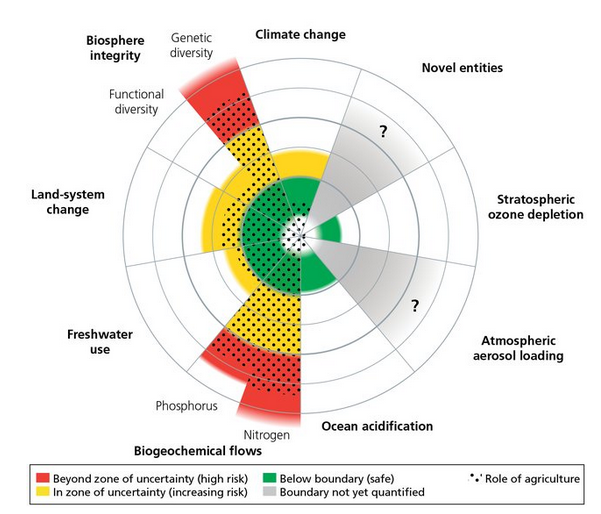 Climate change
Biosphere
integrity
Genetic
diversity
Novel entities
Functional
diversity
?
Land-system
change
Stratospheric
ozone depletion
?
Freshwater
use
Atmospheric
aerosol loading
Phosphorus
Nitrogen
Ocean acidification
Biogeochemical flows
Beyond zone of uncertainty (high risk)
Below boundary (safe)
Role of agriculture
In zone of uncertainty (increasing risk)
Boundary not yet quantified